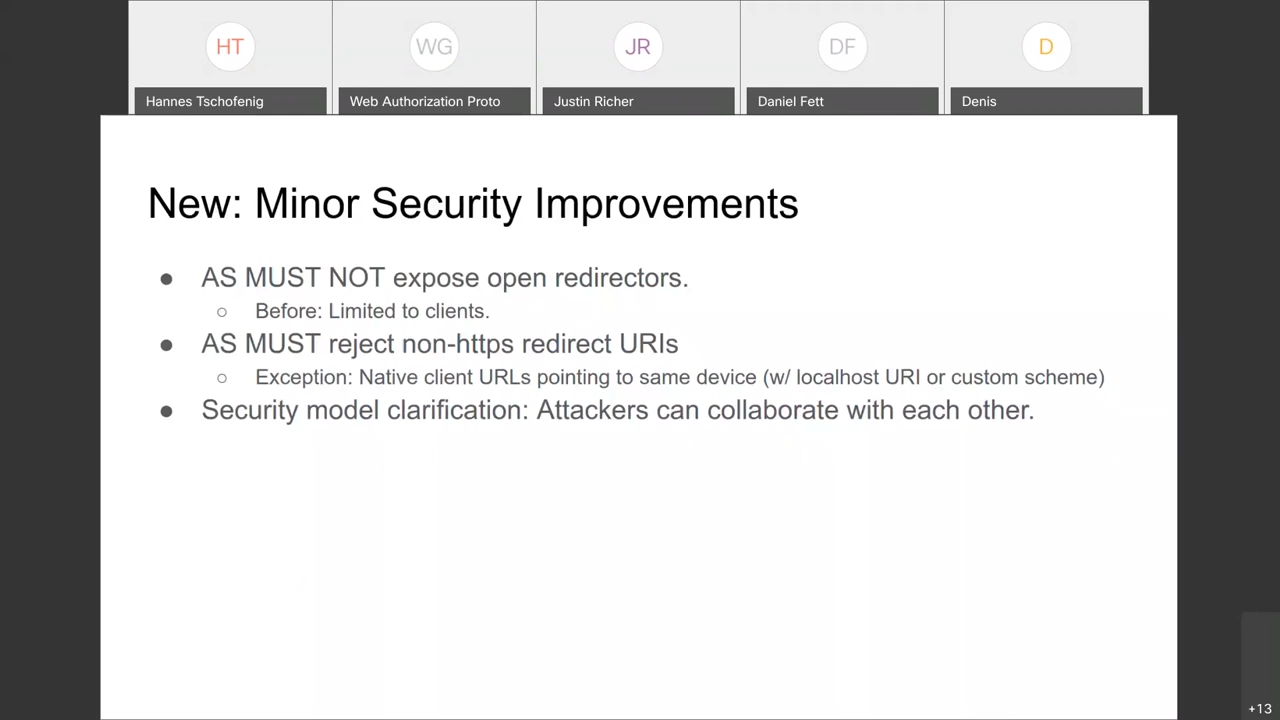 HT
WG
JR
DF
D
Hannes Tschofenig
Web Authorization Proto
Justin Richer
Daniel Fett
Denis
New: Minor Security Improvements
● AS MUST NOT expose open redirectors.
○ Before: Limited to clients.
● AS MUST reject non-https redirect URIs
○ Exception: Native client URLs pointing to same device (w/ localhost URI or custom scheme)
● Security model clarification: Attackers can collaborate with each other.
+13